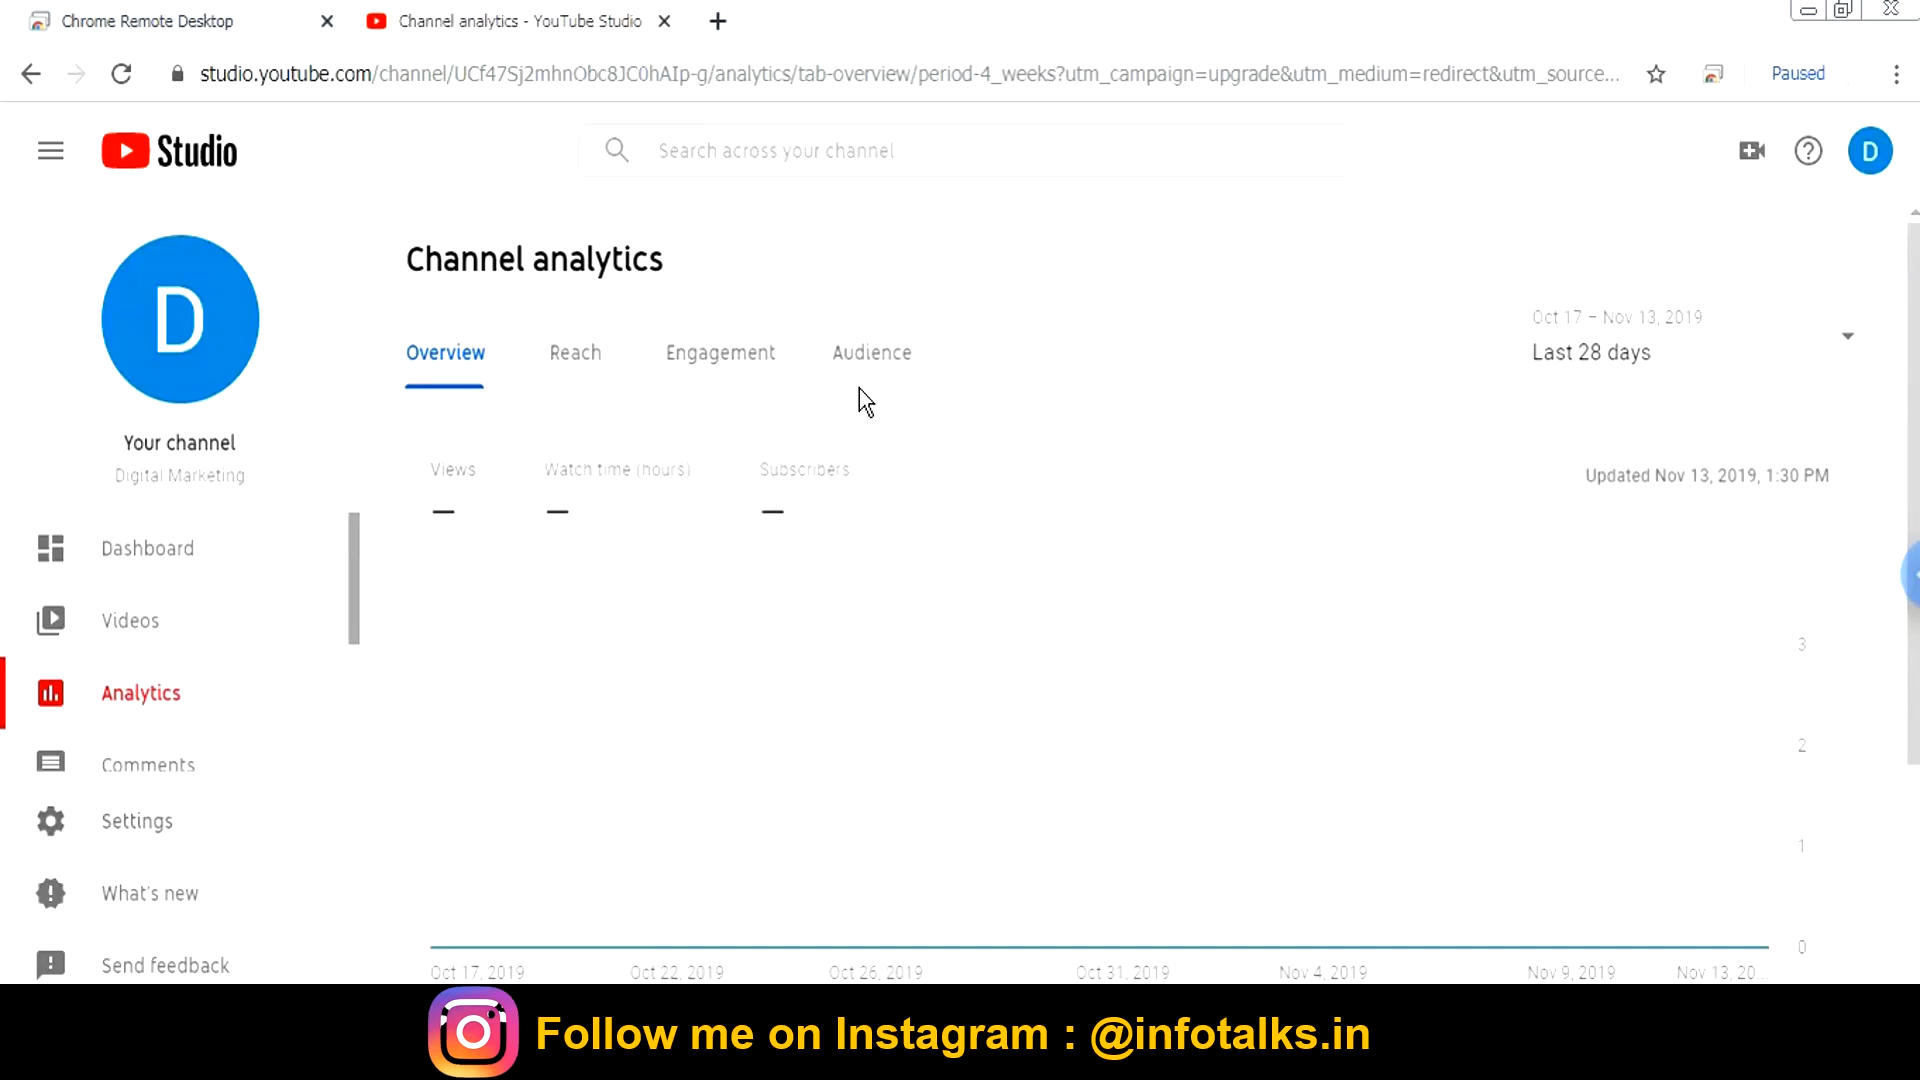 Chrome Remote Desktop
Channel analytics - YouTube Studio
studio.youtube.com/channel/UCf47Sj2mhnObc8JC0hAIp-g/analytics/tab-overview/period-4_weeks?utm_campaign=upgrade&utm_medium=redirect&utm_source...
Paused
Studio
Search across your channel
D
D
Your channel
Digital Marketing
Dashboard
Videos
Analytics
Comments
Settings
What's new
Send feedback
Channel analytics
Overview Reach Engagement Audience
Oct 17 – Nov 13, 2019
Last 28 days
Views Watch time (hours) Subscribers
— — —
Updated Nov 13, 2019, 1:30 PM
3
2
1
0
Oct 17, 2019 Oct 22, 2019 Oct 26, 2019 Oct 31, 2019 Nov 4, 2019 Nov 9, 2019 Nov 13, 20...
Follow me on Instagram : @infotalks.in